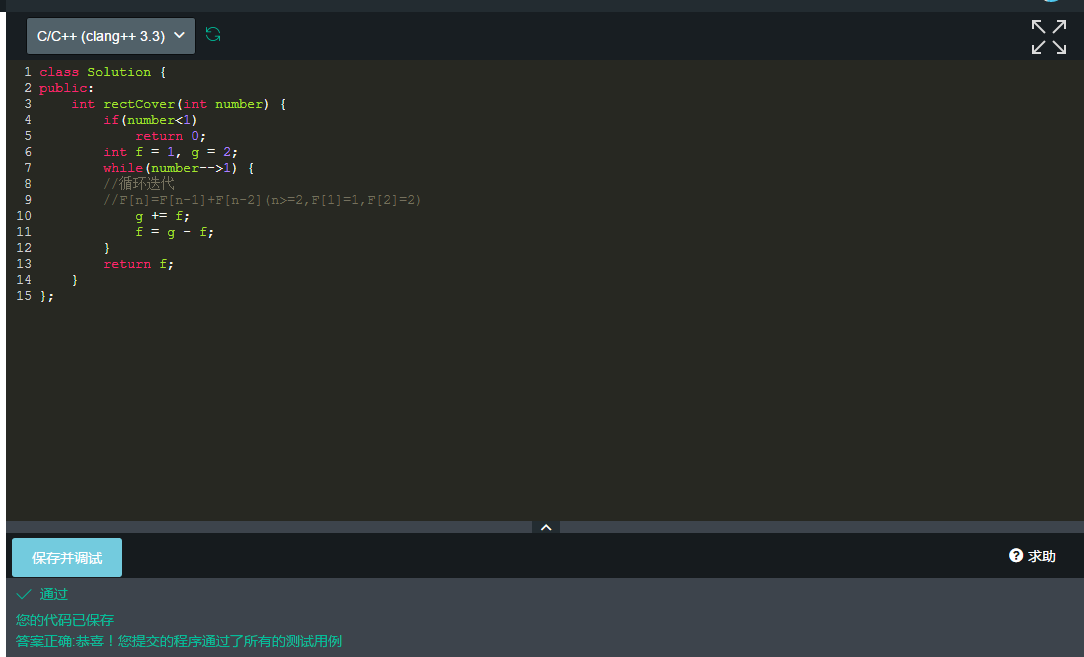 C/C++ (clang++ 3.3)
1 class Solution {
2 public:
3     int rectCover(int number) {
4         if(number<1)
5             return 0;
6         int f = 1, g = 2;
7         while(number-->1) {
8         //循环迭代
9         //F[n]=F[n-1]+F[n-2](n>=2,F[1]=1,F[2]=2)
10             g += f;
11             f = g - f;
12         }
13         return f;
14     }
15 };
保存并调试
? 求助
通过
您的代码已保存
答案正确:恭喜！您提交的程序通过了所有的测试用例